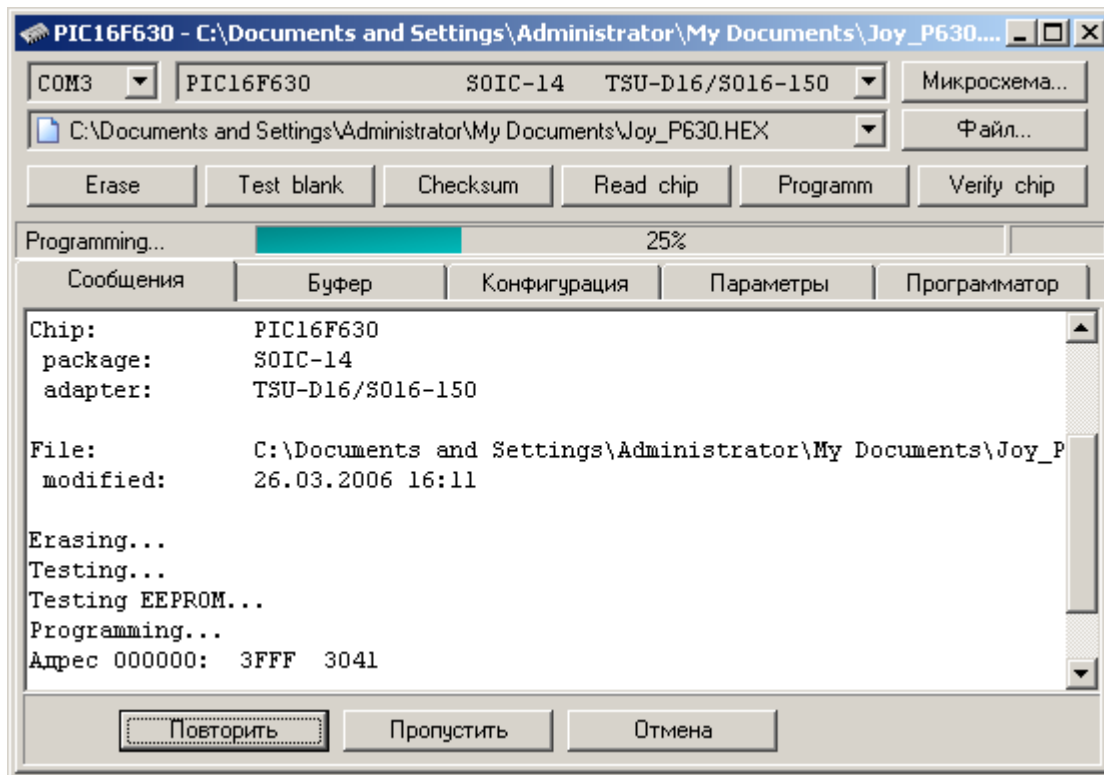 PIC16F630 - C:\Documents and Settings\Administrator\My Documents\Joy_P630....
COM3 PIC16F630 SOIC-14 TSU-D16/SO16-150 Микросхема...
C:\Documents and Settings\Administrator\My Documents\Joy_P630.HEX Файл...
Erase Test blank Checksum Read chip Programm Verify chip
Programming... 25%
Сообщения Буфер Конфигурация Параметры Программатор
Chip: PIC16F630
package: SOIC-14
adapter: TSU-D16/SO16-150
File: C:\Documents and Settings\Administrator\My Documents\Joy_P
modified: 26.03.2006 16:11
Erasing...
Testing...
Testing EEPROM...
Programming...
Адрес 000000: 3FFF 3041
Повторить Пропустить Отмена